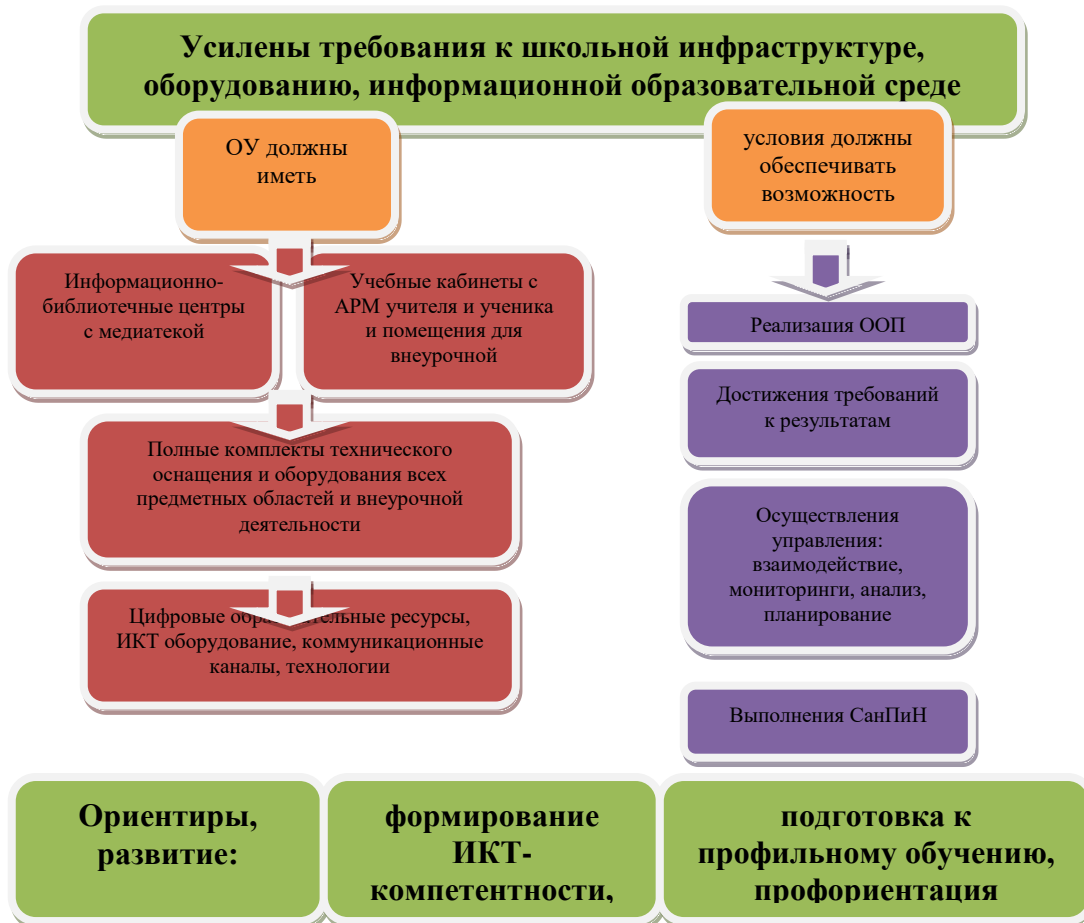 Усилены требования к школьной инфраструктуре,
оборудованию, информационной образовательной среде
ОУ должны
иметь
условия должны
обеспечивать
возможность
Информационно-
библиотечные центры
с медиатекой
Учебные кабинеты с
АРМ учителя и ученика
и помещения для
внеурочной
Полные комплекты технического
оснащения и оборудования всех
предметных областей и внеурочной
деятельности
Цифровые образовательные ресурсы,
ИКТ оборудование, коммуникационные
каналы, технологии
Реализация ООП
Достижения требований
к результатам
Осуществления
управления:
взаимодействие,
мониторинги, анализ,
планирование
Выполнения СанПиН
Ориентиры,
развитие:
формирование
ИКТ-
компетентности,
подготовка к
профильному обучению,
профориентация